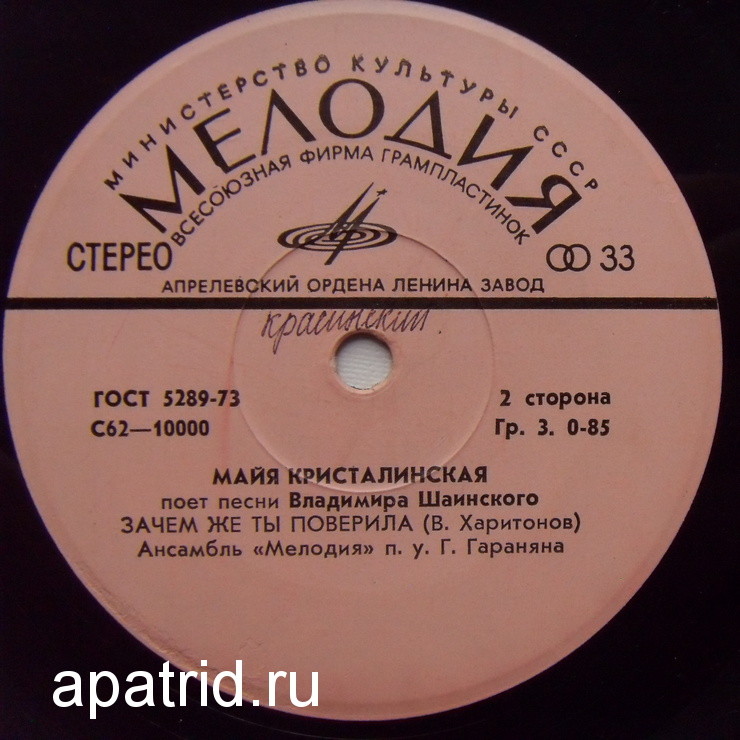 МИНИСТЕРСТВО КУЛЬТУРЫ СССР
МЕЛОДИЯ
ВСЕСОЮЗНАЯ ФИРМА ГРАМПЛАСТИНОК
СТЕРЕО
33
АПРЕЛЕВСКИЙ ОРДЕНА ЛЕНИНА ЗАВОД
красинский.
ГОСТ 5289-73
2 сторона
С62—10000
Гр. 3. 0-85
МАЙЯ КРИСТАЛИНСКАЯ
поет песни Владимира Шаинского
ЗАЧЕМ ЖЕ ТЫ ПОВЕРИЛА (В. Харитонов)
Ансамбль «Мелодия» п. у. Г. Гараняна
apatrid.ru